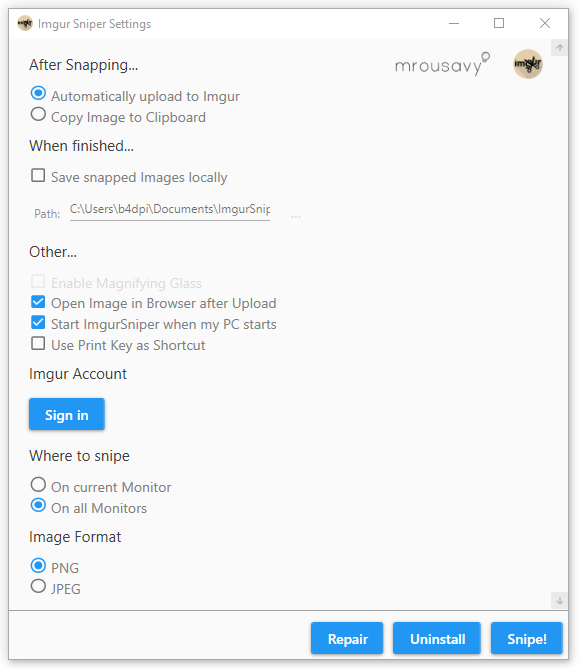 Imgur Sniper Settings
After Snapping...
mrousavy
imgur
Automatically upload to Imgur
Copy Image to Clipboard
When finished...
Save snapped Images locally
Path: C:\Users\b4dpi\Documents\ImgurSnip ...
Other...
Enable Magnifying Glass
Open Image in Browser after Upload
Start ImgurSniper when my PC starts
Use Print Key as Shortcut
Imgur Account
Sign in
Where to snipe
On current Monitor
On all Monitors
Image Format
PNG
JPEG
Repair Uninstall Snipe!